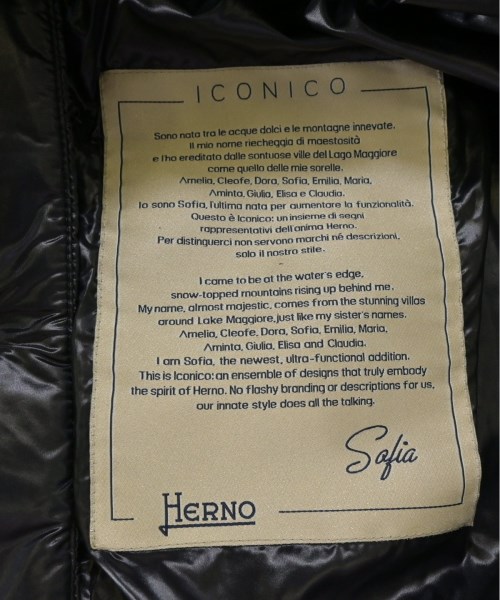 ICONICO
Sono nata tra le acque dolci e le montagne innevate.
Il mio nome riecheggia di maestosità
e l'ho ereditato dalle sontuose ville del Lago Maggiore
come quello delle mie sorelle.
Amelia, Cleofe, Dora, Sofia, Emilia, Maria,
Aminta, Giulia, Elisa e Claudia.
Io sono Sofia, l'ultima nata per aumentare la funzionalità.
Questo è Iconico: un insieme di segni
rappresentativi dell'anima Herno.
Per distinguerci non servono marchi né descrizioni,
solo il nostro stile.
I came to be at the water's edge,
snow-topped mountains rising up behind me.
My name, almost majestic, comes from the stunning villas
around Lake Maggiore, just like my sister's names.
Amelia, Cleofe, Dora, Sofia, Emilia, Maria,
Aminta, Giulia, Elisa and Claudia.
I am Sofia, the newest, ultra-functional addition.
This is Iconico: an ensemble of designs that truly embody
the spirit of Herno. No flashy branding or descriptions for us,
our innate style does all the talking.
Sofia
HERNO